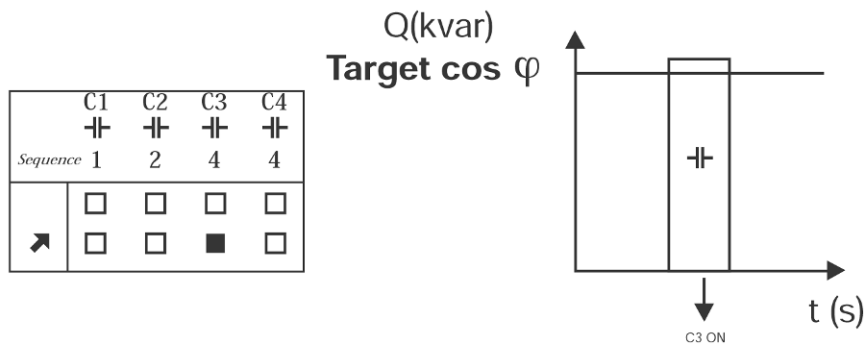 Q(kvar)
Target cos φ
C1 C2 C3 C4
Sequence 1 2 4 4
t (s)
C3 ON